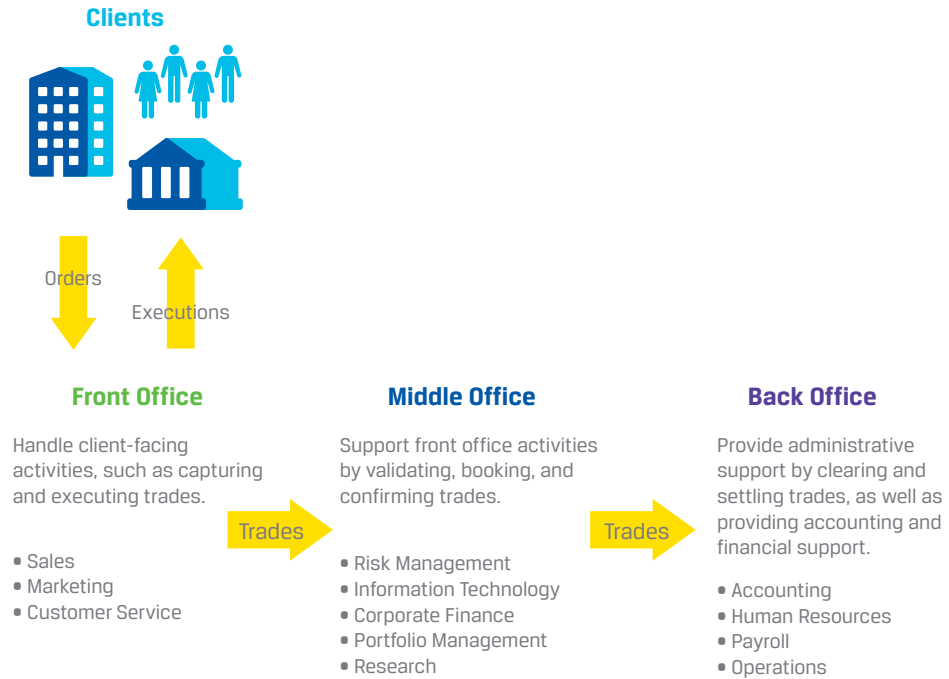 Clients
Orders
Executions
Front Office
Handle client-facing
activities, such as capturing
and executing trades.
• Sales
• Marketing
• Customer Service
Trades
Middle Office
Support front office activities
by validating, booking, and
confirming trades.
• Risk Management
• Information Technology
• Corporate Finance
• Portfolio Management
• Research
Trades
Back Office
Provide administrative
support by clearing and
settling trades, as well as
providing accounting and
financial support.
• Accounting
• Human Resources
• Payroll
• Operations